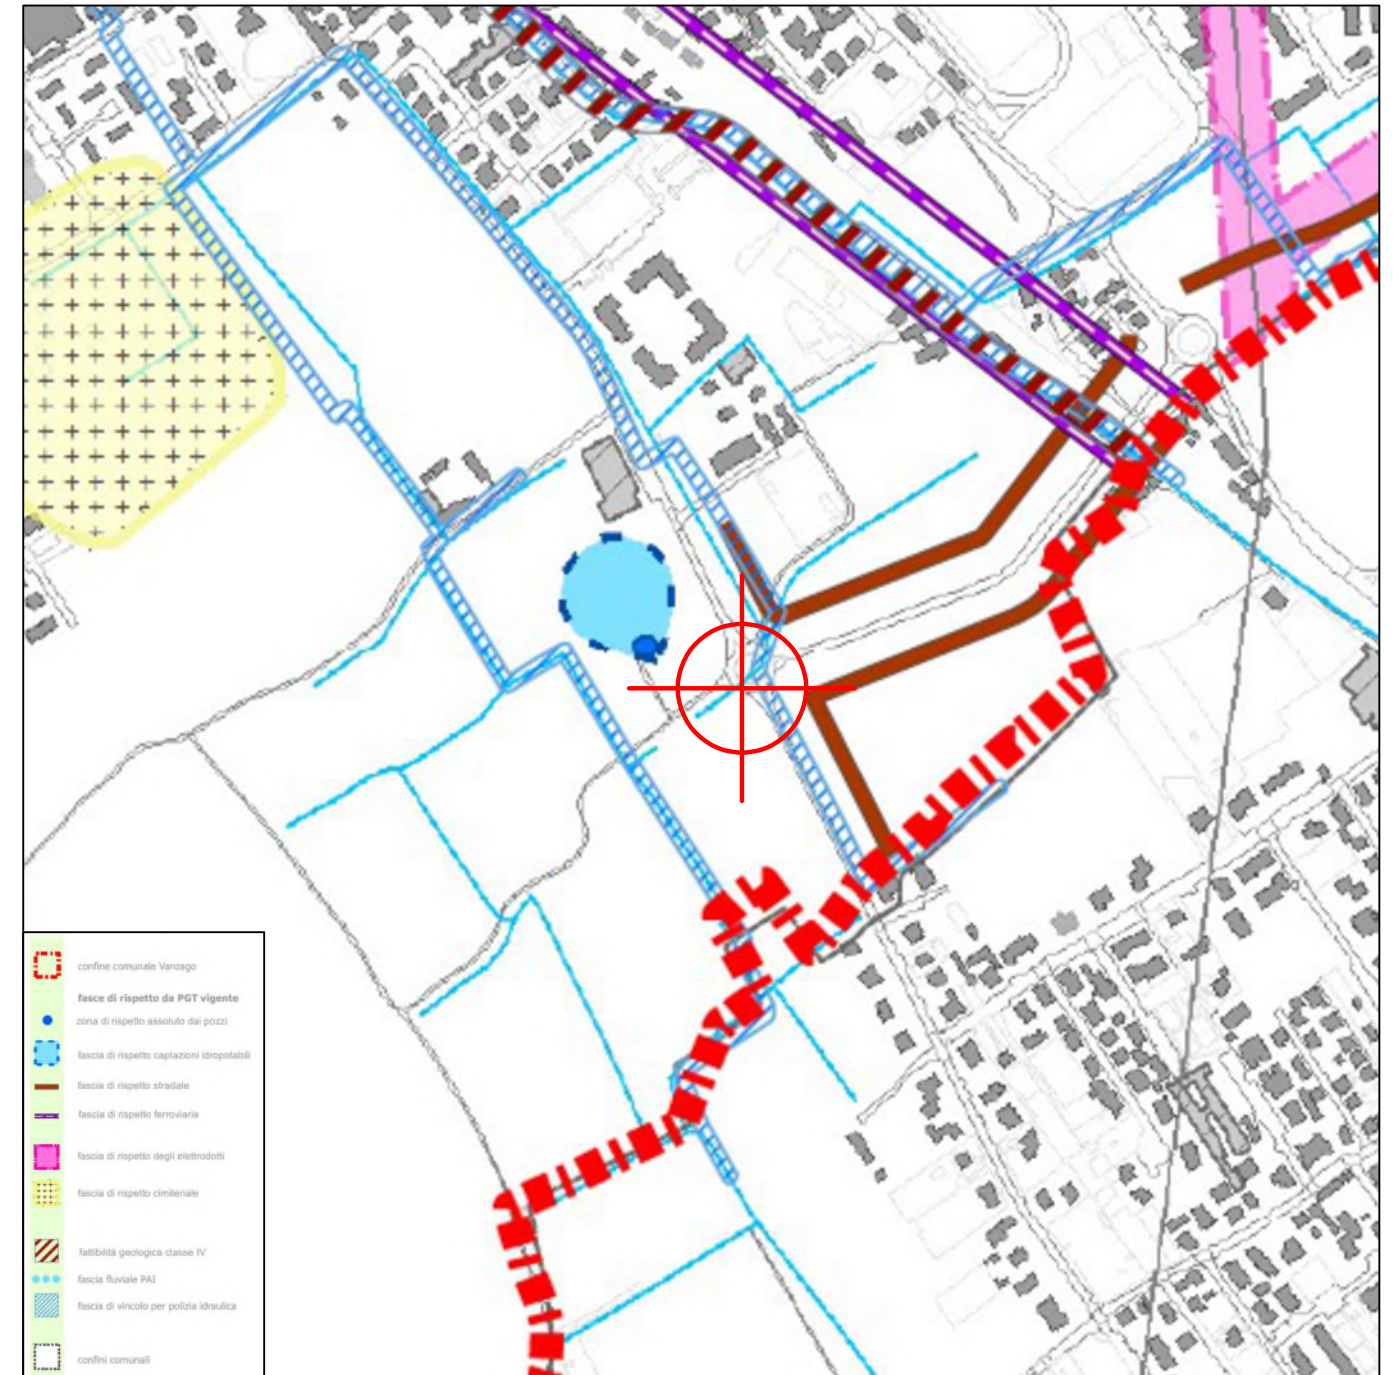 confine comunale Vanzago
fasce di rispetto da PGT vigente
zona di rispetto assoluto dai pozzi
fascia di rispetto captazioni idropotabili
fascia di rispetto stradale
fascia di rispetto ferroviaria
fascia di rispetto degli elettrodotti
fascia di rispetto cimiteriale
fattibilità geologica classe IV
fascia fluviale PAI
fascia di vincolo per polizia idraulica
confini comunali